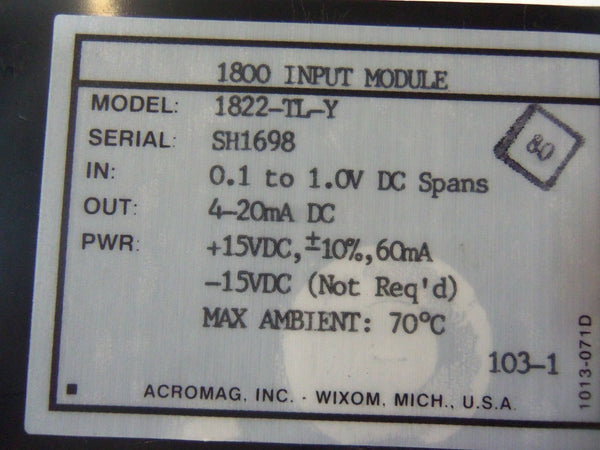 1800 INPUT MODULE
MODEL: 1822-TL-Y
SERIAL: SH1698
IN: 0.1 to 1.0V DC Spans
OUT: 4-20mA DC
PWR: +15VDC, ±10%, 60mA
-15VDC (Not Req'd)
MAX AMBIENT: 70°C
103-1
ACROMAG, INC. - WIXOM, MICH., U.S.A.
1013-071D
80